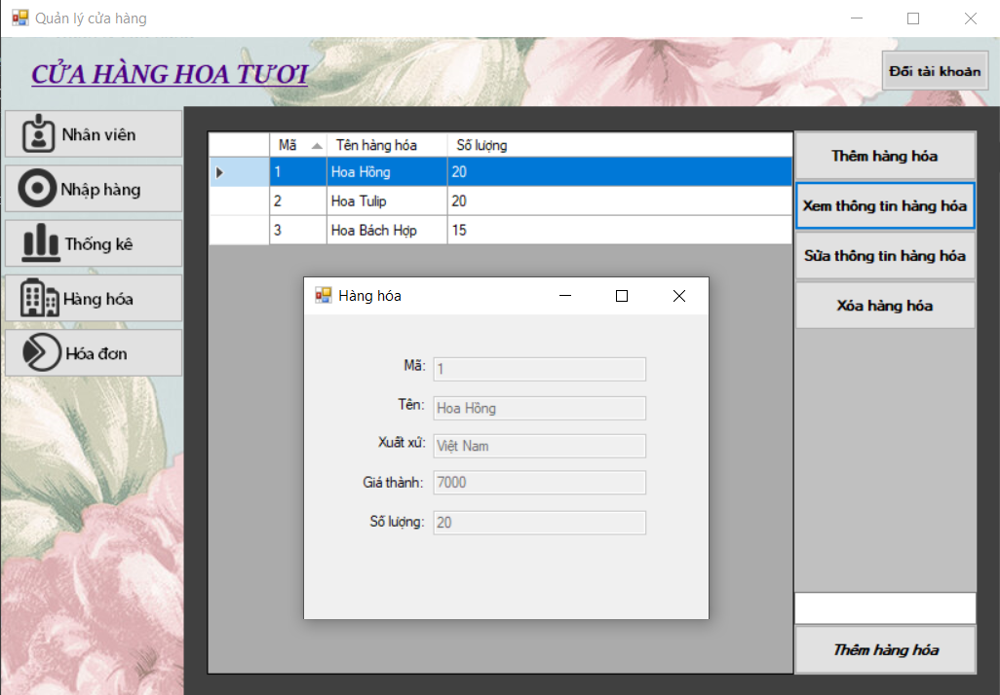 Quản lý cửa hàng
CỬA HÀNG HOA TƯƠI
Đổi tài khoản
Nhân viên
Nhập hàng
Thống kê
Hàng hóa
Hóa đơn
Mã Tên hàng hóa Số lượng
1 Hoa Hồng 20
2 Hoa Tulip 20
3 Hoa Bách Hợp 15
Thêm hàng hóa
Xem thông tin hàng hóa
Sửa thông tin hàng hóa
Xóa hàng hóa
Hàng hóa
Mã: 1
Tên: Hoa Hồng
Xuất xứ: Việt Nam
Giá thành: 7000
Số lượng: 20
Thêm hàng hóa